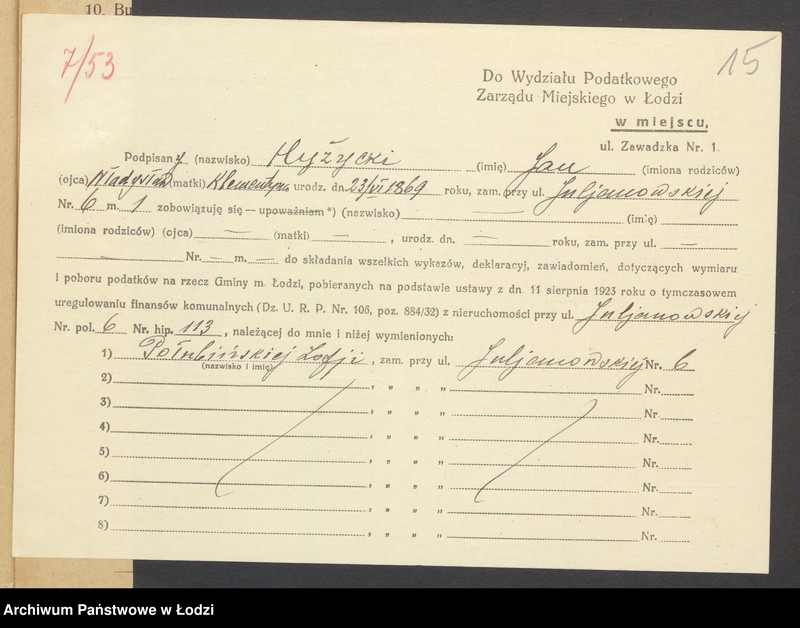 10. Bu
7/53
15
Do Wydziału Podatkowego
Zarządu Miejskiego w Łodzi
w miejscu,
ul. Zawadzka Nr. 1.
Podpisany (nazwisko) Hyżycki (imię) Jan (imiona rodziców)
(ojca) Władysław (matki) Klementyna urodz. dn. 23/VI 1869 roku, zam. przy ul. Juljanowskiej
Nr. 6 m. 1 zobowiązuję się — upoważniam *) (nazwisko) — (imię)
(imiona rodziców) (ojca) — (matki) — , urodz. dn. — roku, zam. przy ul. —
— Nr. — m. — do składania wszelkich wykazów, deklaracyj, zawiadomień, dotyczących wymiaru
i poboru podatków na rzecz Gminy m. Łodzi, pobieranych na podstawie ustawy z dn. 11 sierpnia 1923 roku o tymczasowem
uregulowaniu finansów komunalnych (Dz. U. R. P. Nr. 106, poz. 884/32) z nieruchomości przy ul. Juljanowskiej
Nr. pol. 6 Nr. hip. 113 , należącej do mnie i niżej wymienionych:
1) Połubińskiej , zam. przy ul. Juljanowskiej Nr. 6
(nazwisko i imię)
2) , „ „ „ Nr.
3) , „ „ „ Nr.
4) , „ „ „ Nr.
5) , „ „ „ Nr.
6) , „ „ „ Nr.
7) , „ „ „ Nr.
8) , „ „ „ Nr.
Archiwum Państwowe w Łodzi